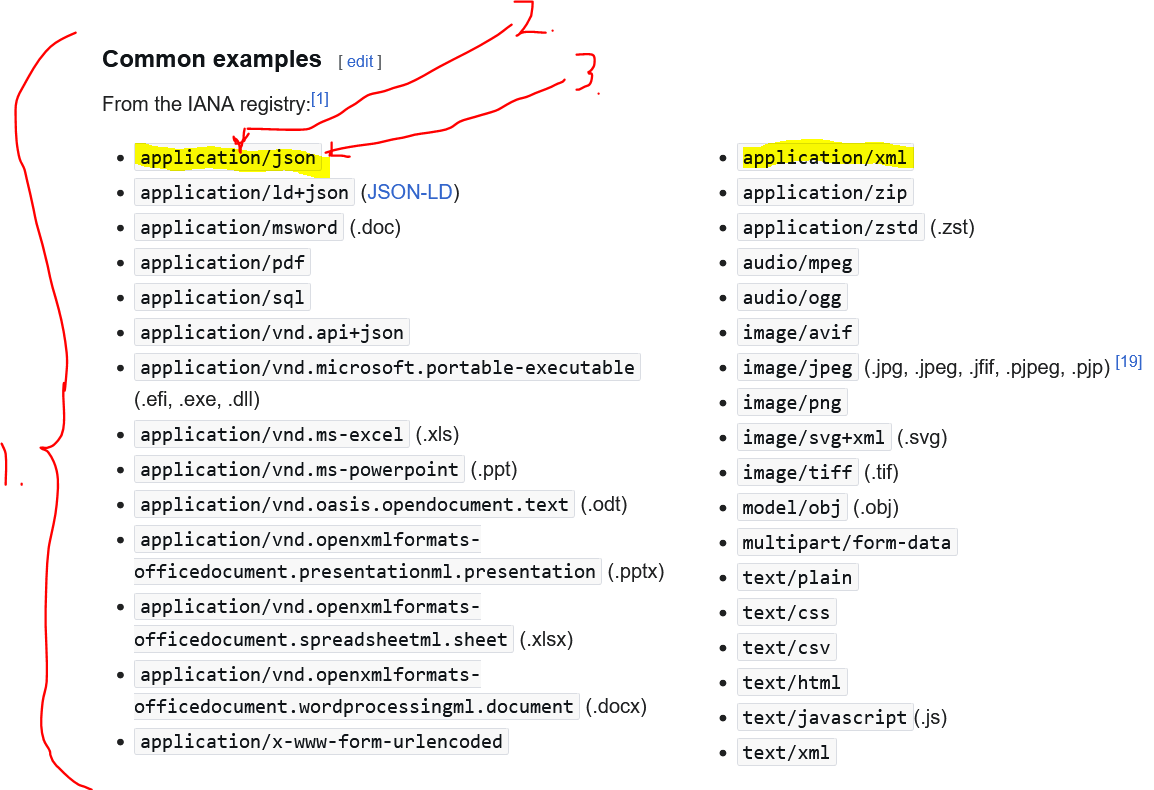 2.
Common examples [ edit ]
3.
From the IANA registry:[1]
1.
• application/json
• application/ld+json (JSON-LD)
• application/msword (.doc)
• application/pdf
• application/sql
• application/vnd.api+json
• application/vnd.microsoft.portable-executable
(.efi, .exe, .dll)
• application/vnd.ms-excel (.xls)
• application/vnd.ms-powerpoint (.ppt)
• application/vnd.oasis.opendocument.text (.odt)
• application/vnd.openxmlformats-
officedocument.presentationml.presentation (.pptx)
• application/vnd.openxmlformats-
officedocument.spreadsheetml.sheet (.xlsx)
• application/vnd.openxmlformats-
officedocument.wordprocessingml.document (.docx)
• application/x-www-form-urlencoded
• application/xml
• application/zip
• application/zstd (.zst)
• audio/mpeg
• audio/ogg
• image/avif
• image/jpeg (.jpg, .jpeg, .jfif, .pjpeg, .pjp) [19]
• image/png
• image/svg+xml (.svg)
• image/tiff (.tif)
• model/obj (.obj)
• multipart/form-data
• text/plain
• text/css
• text/csv
• text/html
• text/javascript (.js)
• text/xml